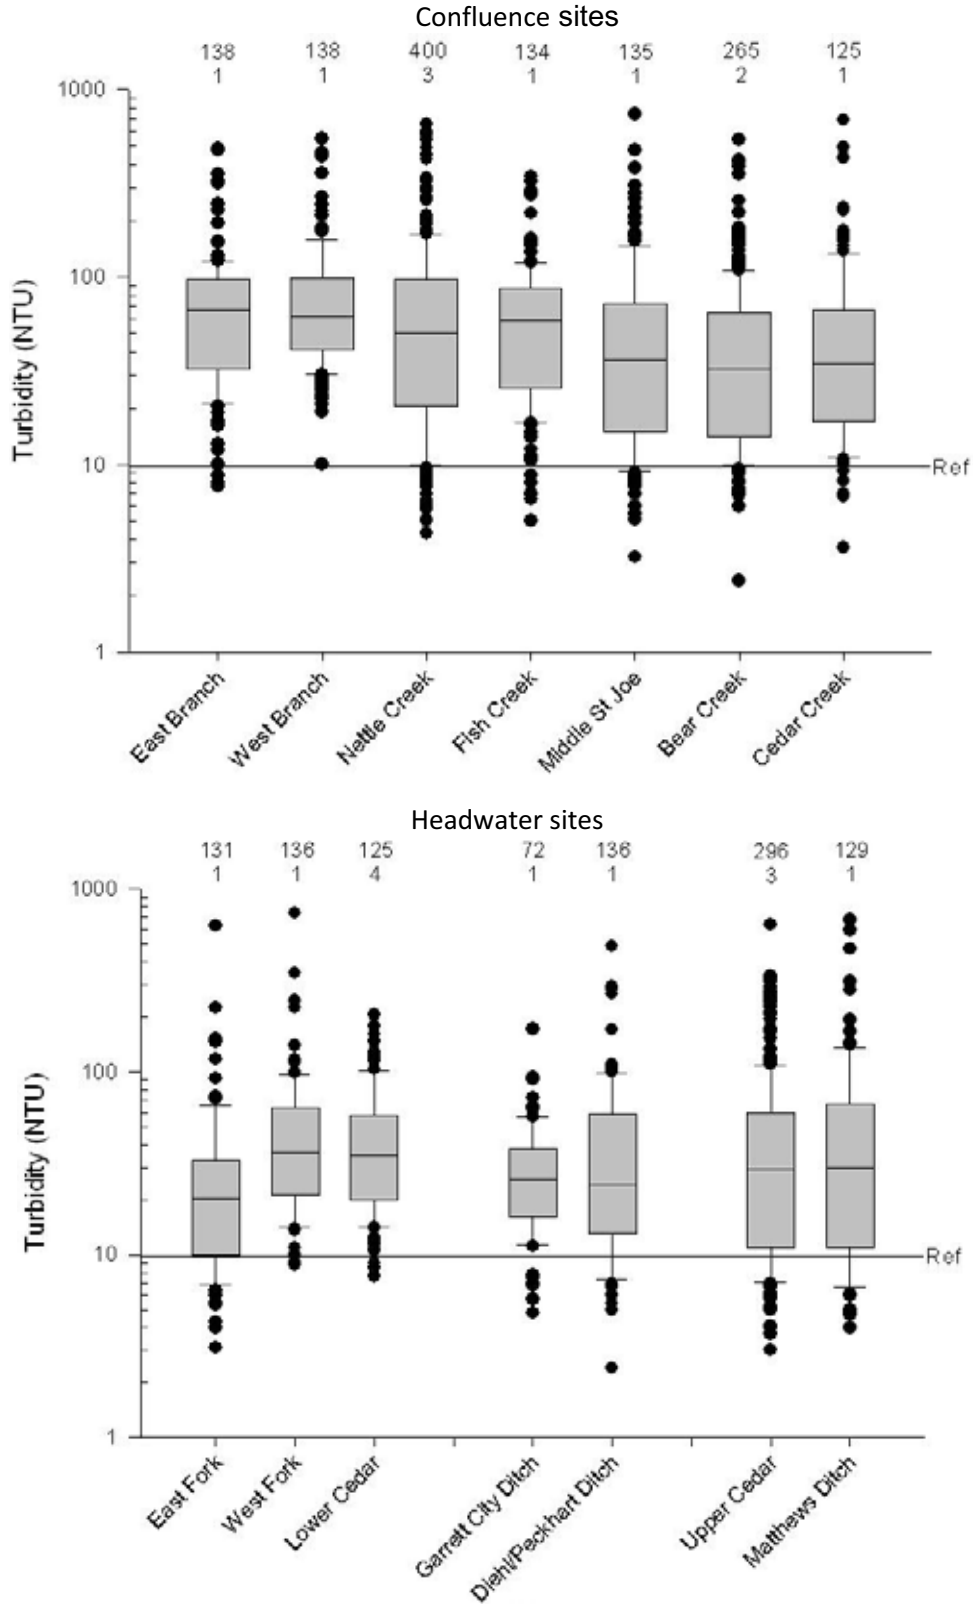 Confluence sites
138 138 400 134 135 265 125
1 1 3 1 1 2 1
1000
100
10
1
Turbidity (NTU)
Ref
East Branch
West Branch
Nettle Creek
Fish Creek
Middle St Joe
Bear Creek
Cedar Creek
Headwater sites
131 136 125 72 136 296 129
1 1 4 1 1 3 1
1000
100
10
1
Turbidity (NTU)
Ref
East Fork
West Fork
Lower Cedar
Garrett City Ditch
Diehl/Peckhart Ditch
Upper Cedar
Matthews Ditch